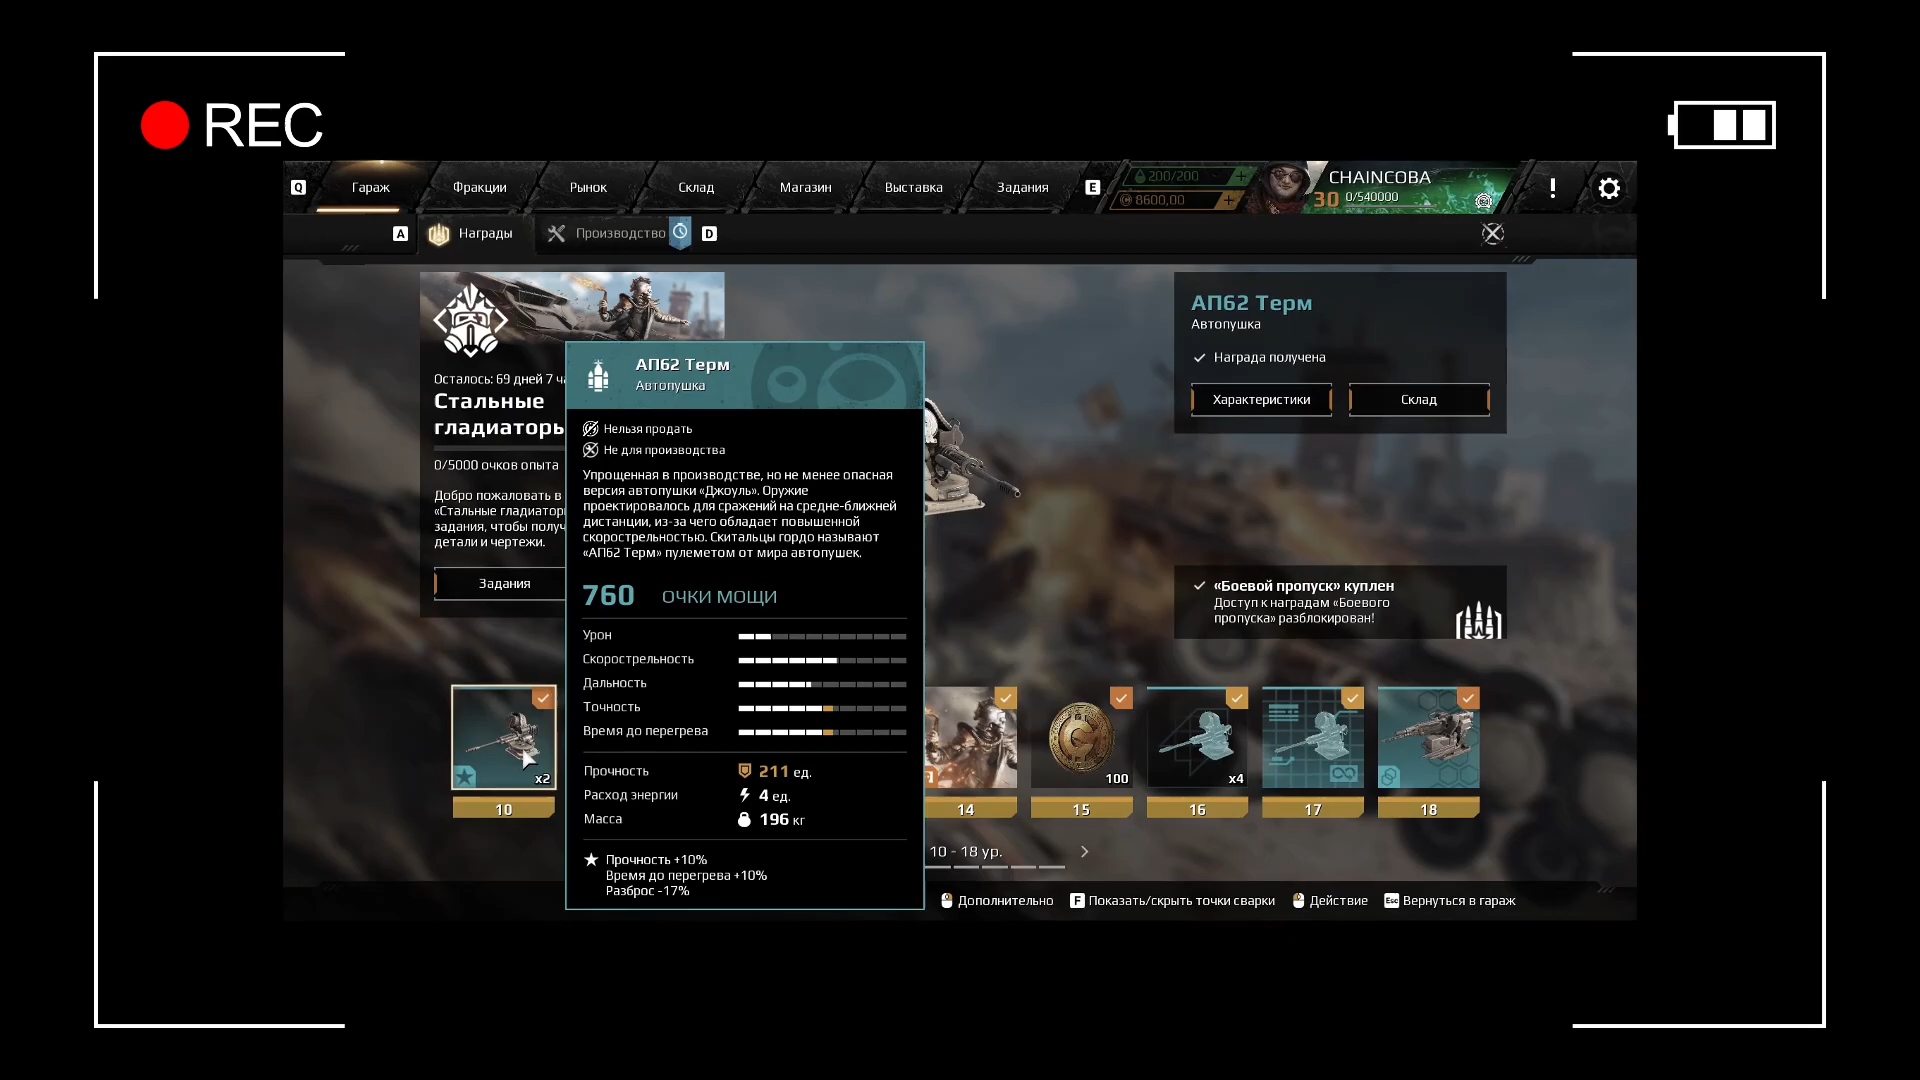 REC
Q
Гараж
Фракции
Рынок
Склад
Магазин
Выставка
Задания
E
200/200
8600,00
CHAINCOBA
30 0/540000
A
Награды
Производство
D
Осталось: 69 дней 7 ча
Стальные
гладиаторы
0/5000 очков опыта
Добро пожаловать в
«Стальные гладиатор
задания, чтобы получ
детали и чертежи.
Задания
АП62 Терм
Автопушка
Нельзя продать
Не для производства
Упрощенная в производстве, но не менее опасная
версия автопушки «Джоуль». Оружие
проектировалось для сражений на средне-ближней
дистанции, из-за чего обладает повышенной
скорострельностью. Скитальцы гордо называют
«АП62 Терм» пулеметом от мира автопушек.
760 ОЧКИ МОЩИ
Урон
Скорострельность
Дальность
Точность
Время до перегрева
Прочность 211 ед.
Расход энергии 4 ед.
Масса 196 кг
Прочность +10%
Время до перегрева +10%
Разброс -17%
АП62 Терм
Автопушка
Награда получена
Характеристики
Склад
«Боевой пропуск» куплен
Доступ к наградам «Боевого
пропуска» разблокирован!
x2
100
x4
10
14
15
16
17
18
10 - 18 ур.
Дополнительно
F Показать/скрыть точки сварки
Действие
Esc Вернуться в гараж